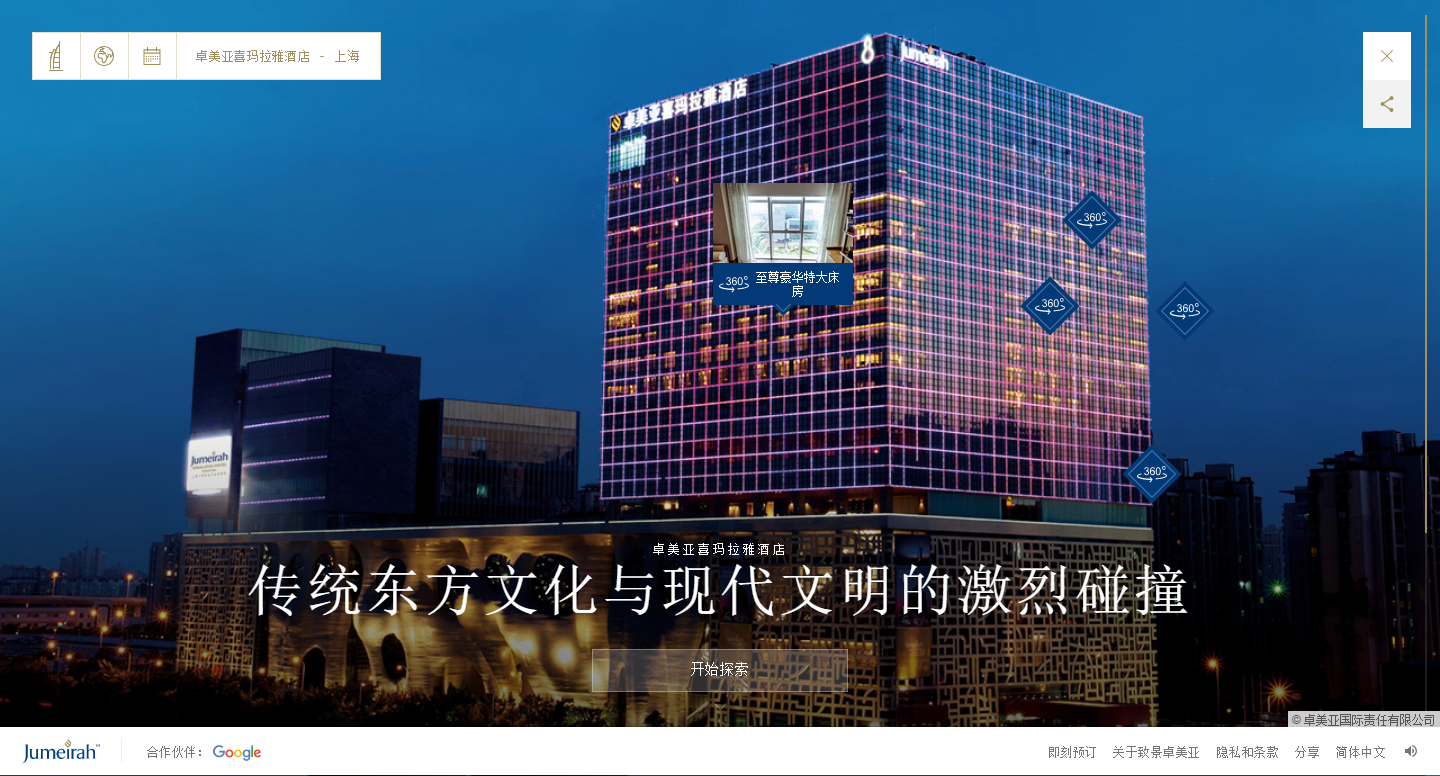 卓美亚喜玛拉雅酒店 - 上海
8
Jumeirah
卓美亚喜玛拉雅酒店
360°
至尊豪华特大床
房
360°
360°
360°
Jumeirah
360°
卓美亚喜玛拉雅酒店
传统东方文化与现代文明的激烈碰撞
开始探索
© 卓美亚国际责任有限公司
Jumeirah
合作伙伴： Google
即刻预订 关于致景卓美亚 隐私和条款 分享 简体中文